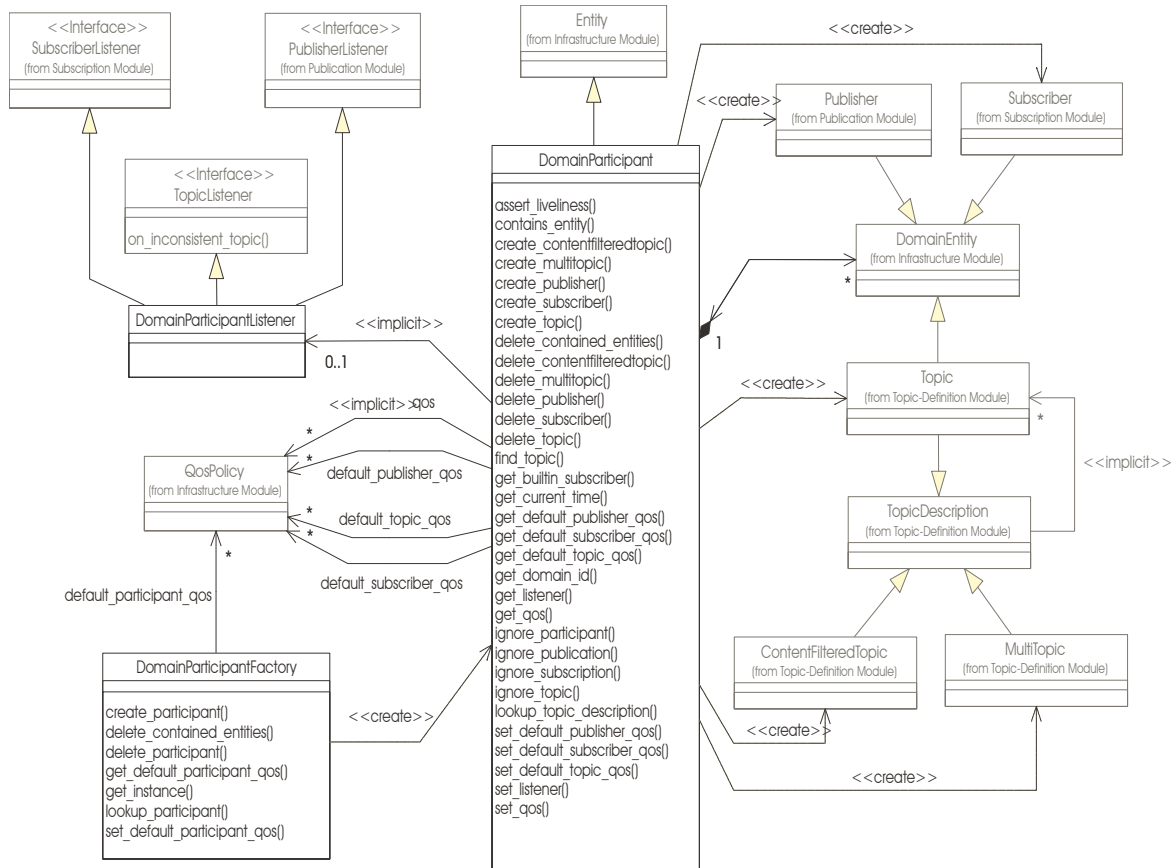 <<Interface>>
SubscriberListener
(from Subscription Module)
<<Interface>>
PublisherListener
(from Publication Module)
Entity
(from Infrastructure Module)
<<create>>
<<create>>
Publisher
(from Publication Module)
Subscriber
(from Subscription Module)
<<Interface>>
TopicListener
on_inconsistent_topic()
DomainParticipant
assert_liveliness()
contains_entity()
create_contentfilteredtopic()
create_multitopic()
create_publisher()
create_subscriber()
create_topic()
delete_contained_entities()
delete_contentfilteredtopic()
delete_multitopic()
delete_publisher()
delete_subscriber()
delete_topic()
find_topic()
get_builtin_subscriber()
get_current_time()
get_default_publisher_qos()
get_default_subscriber_qos()
get_default_topic_qos()
get_domain_id()
get_listener()
get_qos()
ignore_participant()
ignore_publication()
ignore_subscription()
ignore_topic()
lookup_topic_description()
set_default_publisher_qos()
set_default_subscriber_qos()
set_default_topic_qos()
set_listener()
set_qos()
DomainEntity
(from Infrastructure Module)
*
1
DomainParticipantListener
<<implicit>>
0..1
<<implicit>>
qos
*
*
default_publisher_qos
*
default_topic_qos
*
default_subscriber_qos
QosPolicy
(from Infrastructure Module)
*
default_participant_qos
<<create>>
Topic
(from Topic-Definition Module)
*
<<implicit>>
TopicDescription
(from Topic-Definition Module)
ContentFilteredTopic
(from Topic-Definition Module)
MultiTopic
(from Topic-Definition Module)
<<create>>
<<create>>
DomainParticipantFactory
create_participant()
delete_contained_entities()
delete_participant()
get_default_participant_qos()
get_instance()
lookup_participant()
set_default_participant_qos()
<<create>>